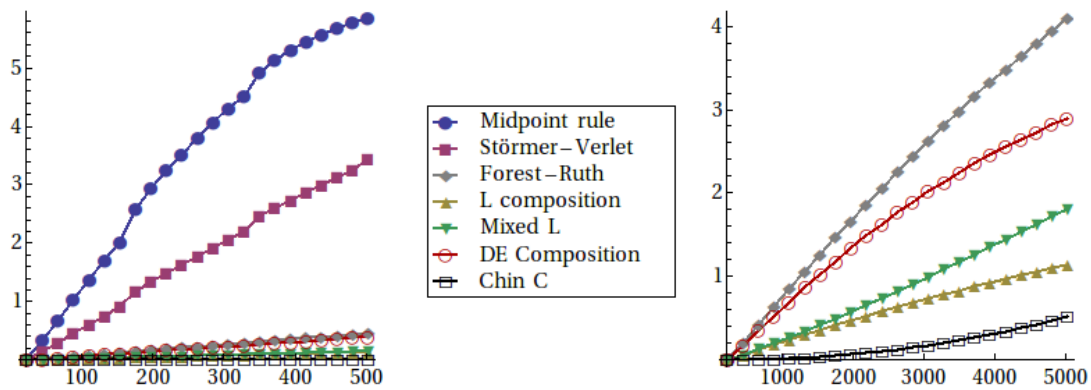 5
4
3
2
1
100 200 300 400 500
Midpoint rule
Störmer–Verlet
Forest–Ruth
L composition
Mixed L
DE Composition
Chin C
4
3
2
1
0
1000 2000 3000 4000 5000